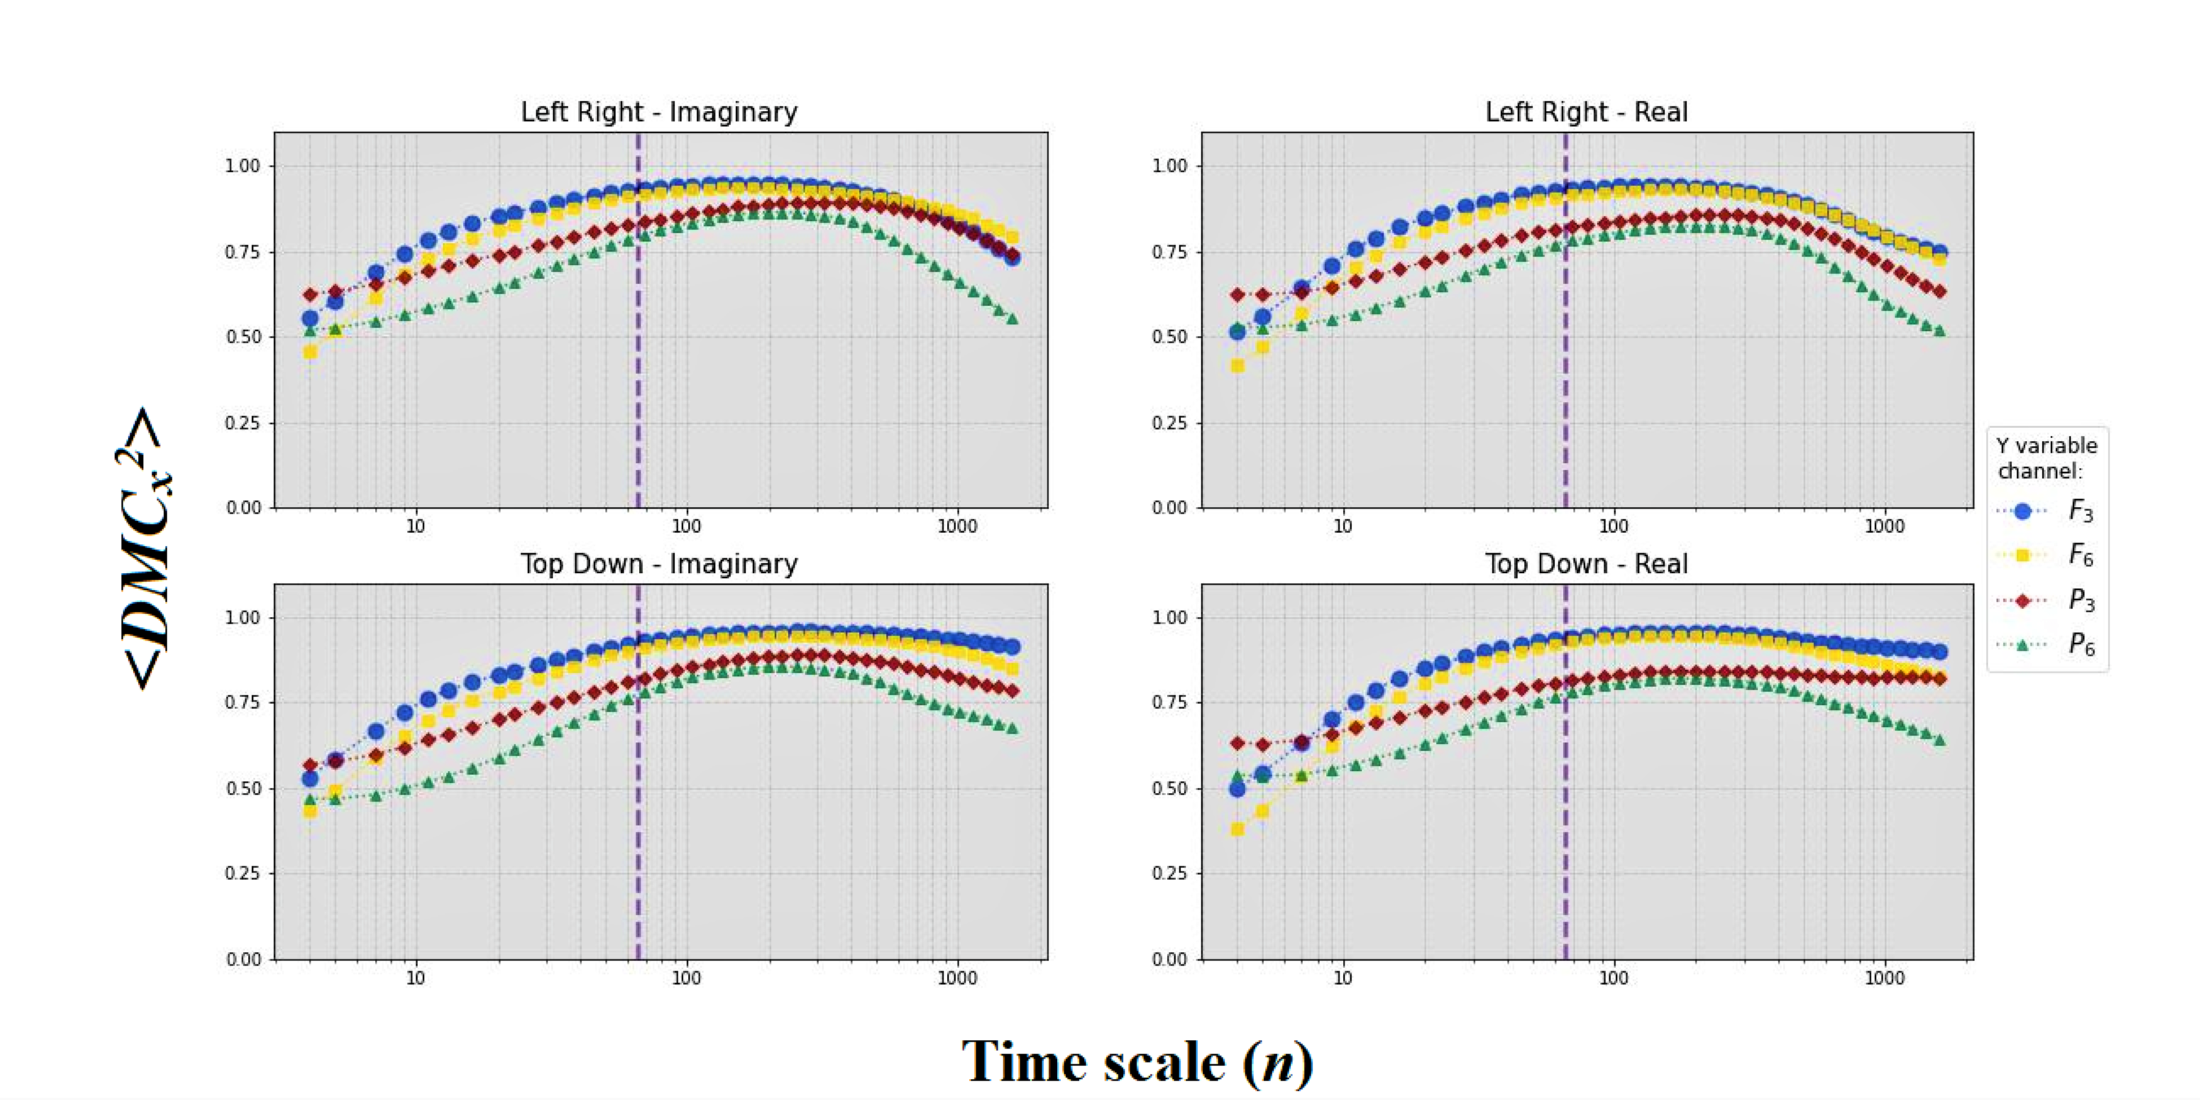 Left Right - Imaginary
1.00
0.75
0.50
0.25
0.00
10 100 1000
Left Right - Real
1.00
0.75
0.50
0.25
0.00
10 100 1000
Top Down - Imaginary
1.00
0.75
0.50
0.25
0.00
10 100 1000
Top Down - Real
1.00
0.75
0.50
0.25
0.00
10 100 1000
<DMCₓ²>
Y variable
channel:
F₃
F₆
P₃
P₆
Time scale (n)